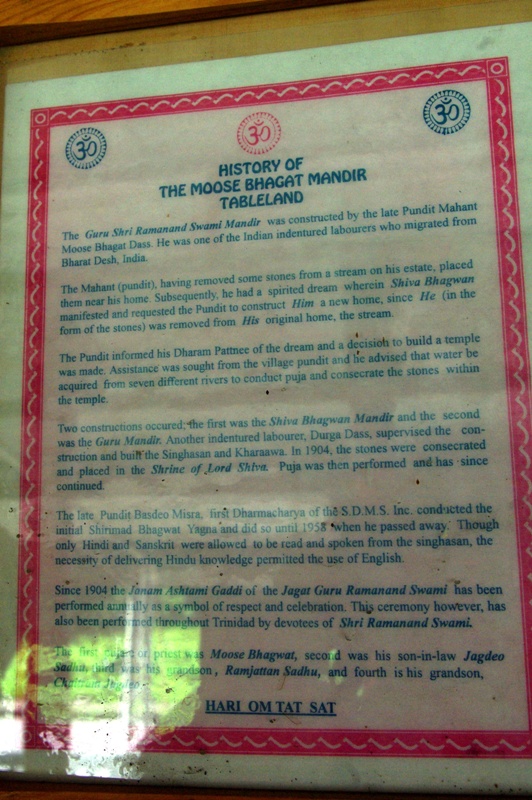 ॐ ॐ ॐ
HISTORY OF
THE MOOSE BHAGAT MANDIR
TABLELAND
The Guru Shri Ramanand Swami Mandir was constructed by the late Pundit Mahant
Moose Bhagat Dass. He was one of the Indian indentured labourers who migrated from
Bharat Desh, India.
The Mahant (pundit), having removed some stones from a stream on his estate, placed
them near his home. Subsequently, he had a spirited dream wherein Shiva Bhagwan
manifested and requested the Pundit to construct Him a new home, since He (in the
form of the stones) was removed from His original home, the stream.
The Pundit informed his Dharam Pattnee of the dream and a decision to build a temple
was made. Assistance was sought from the village pundit and he advised that water be
acquired from seven different rivers to conduct puja and consecrate the stones within
the temple.
Two constructions occured; the first was the Shiva Bhagwan Mandir and the second
was the Guru Mandir. Another indentured labourer, Durga Dass, supervised the con-
struction and built the Singhasan and Kharaawa. In 1904, the stones were consecrated
and placed in the Shrine of Lord Shiva. Puja was then performed and has since
continued.
The late Pundit Basdeo Misra, first Dharmacharya of the S.D.M.S. Inc. conducted the
initial Shrimad Bhagwat Yagna and did so until 1958 when he passed away. Though
only Hindi and Sanskrit were allowed to be read and spoken from the singhasan, the
necessity of delivering Hindu knowledge permitted the use of English.
Since 1904 the Janam Ashtami Gaddi of the Jagat Guru Ramanand Swami has been
performed annually as a symbol of respect and celebration. This ceremony however, has
also been performed throughout Trinidad by devotees of Shri Ramanand Swami.
The first pujari or priest was Moose Bhagwat, second was his son-in-law Jagdeo
Sadhu, third was his grandson, Ramjattan Sadhu, and fourth is his grandson,
Jagdeo
HARI OM TAT SAT